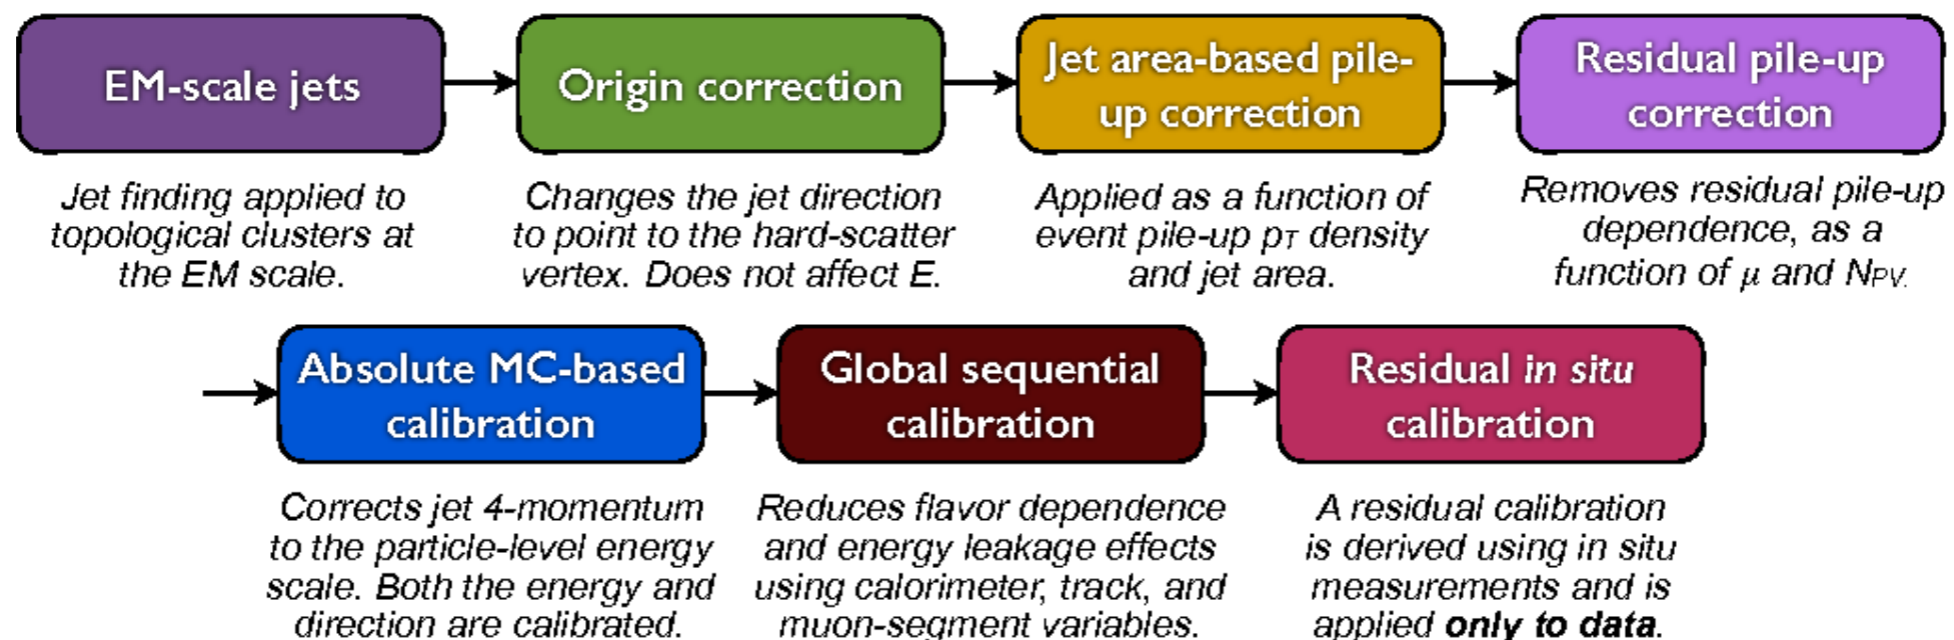 EM-scale jets
Jet finding applied to
topological clusters at
the EM scale.
Origin correction
Changes the jet direction
to point to the hard-scatter
vertex. Does not affect E.
Jet area-based pile-
up correction
Applied as a function of
event pile-up pT density
and jet area.
Residual pile-up
correction
Removes residual pile-up
dependence, as a
function of μ and NPV.
Absolute MC-based
calibration
Corrects jet 4-momentum
to the particle-level energy
scale. Both the energy and
direction are calibrated.
Global sequential
calibration
Reduces flavor dependence
and energy leakage effects
using calorimeter, track, and
muon-segment variables.
Residual in situ
calibration
A residual calibration
is derived using in situ
measurements and is
applied only to data.